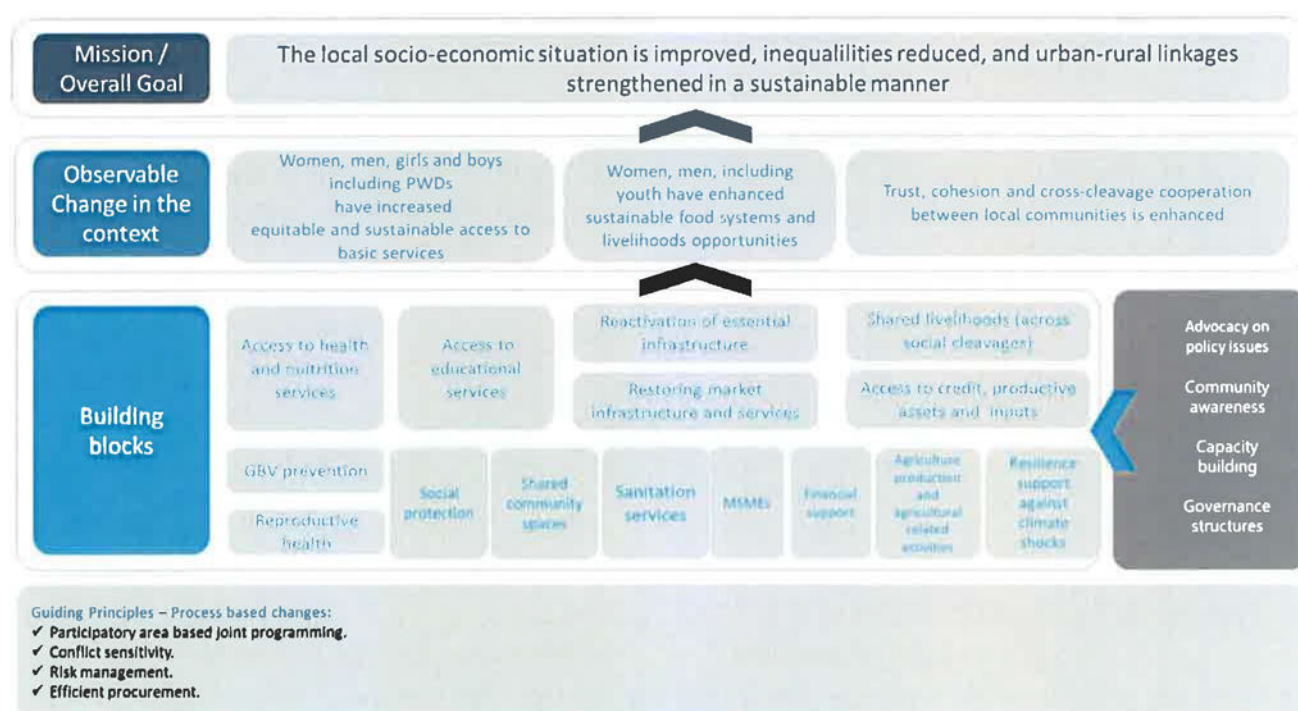 Mission /
Overall Goal
The local socio-economic situation is improved, inequalilities reduced, and urban-rural linkages
strengthened in a sustainable manner
Observable
Change in the
context
Women, men, girls and boys
including PWDs
have increased
equitable and sustainable access to
basic services
Women, men, including
youth have enhanced
sustainable food systems and
livelihoods opportunities
Trust, cohesion and cross-cleavage cooperation
between local communities is enhanced
Building
blocks
Access to health
and nutrition
services
Access to
educational
services
Reactivation of essential
infrastructure
Shared livelihoods (across
social cleavages)
Restoring market
infrastructure and services
Access to credit, productive
assets and inputs
GBV prevention
Reproductive
health
Social
protection
Shared
community
spaces
Sanitation
services
MSMEs
Financial
support
Agriculture
production
and
agricultural
related
activities
Resilience
support
against
climate
shocks
Advocacy on
policy issues
Community
awareness
Capacity
building
Governance
structures
Guiding Principles – Process based changes:
✓ Participatory area based joint programming.
✓ Conflict sensitivity.
✓ Risk management.
✓ Efficient procurement.